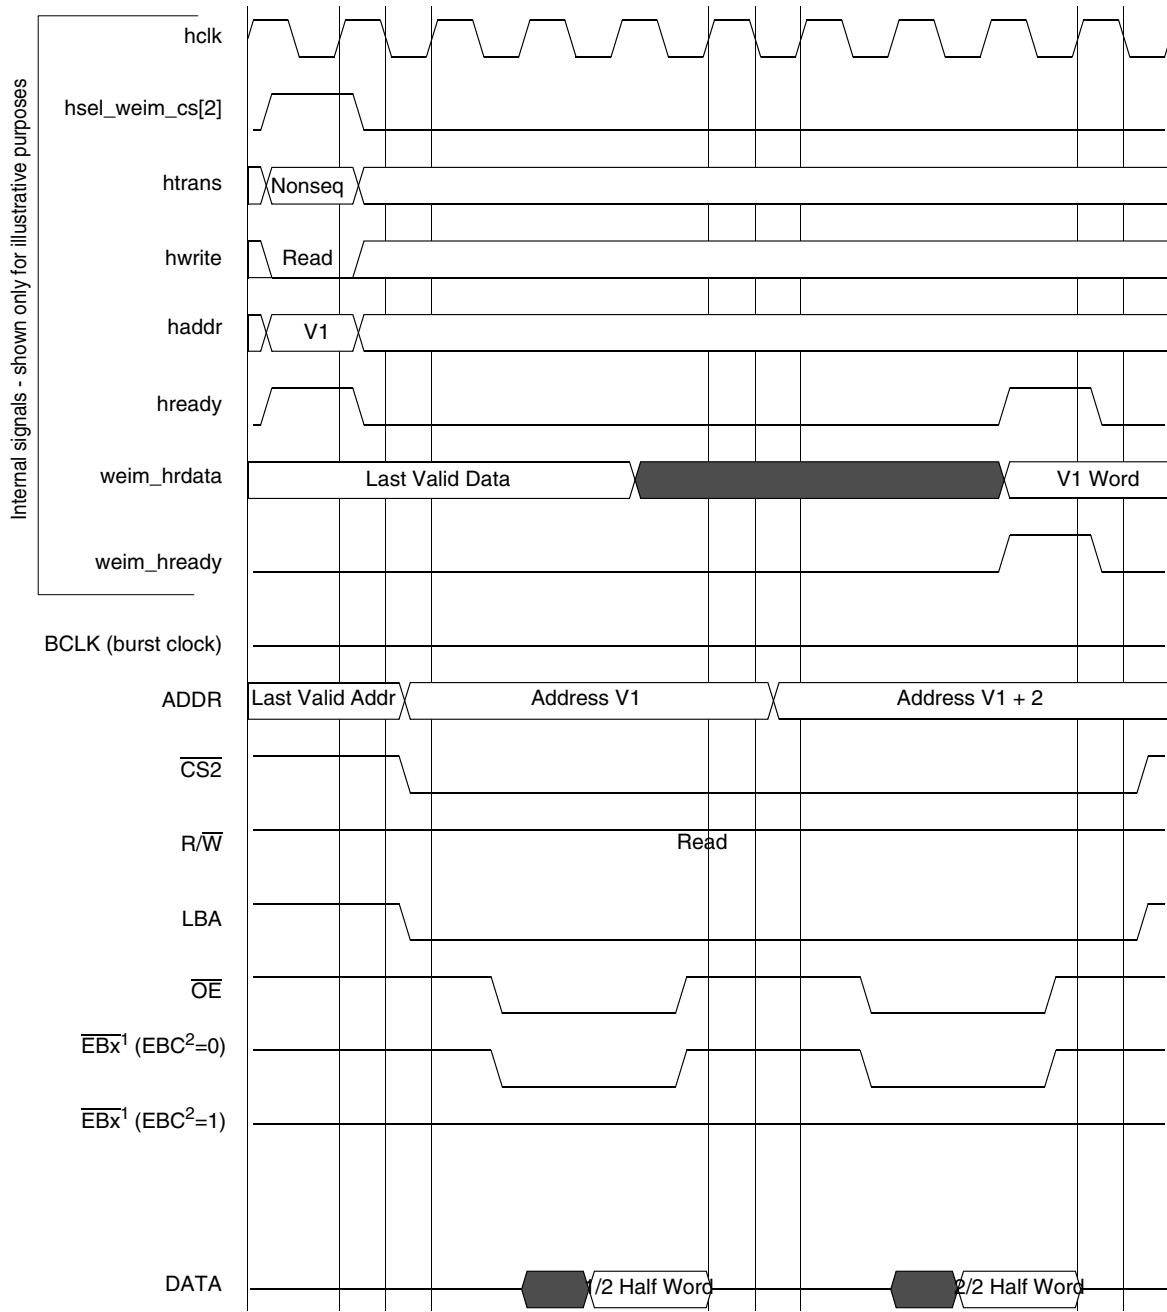 Internal signals - shown only for illustrative purposes
hclk
hsel_weim_cs[2]
htrans
Nonseq
hwrite
Read
haddr
V1
hready
weim_hrdata
Last Valid Data
V1 Word
weim_hready
BCLK (burst clock)
ADDR
Last Valid Addr
Address V1
Address V1 + 2
CS2
R/W
Read
LBA
OE
EBx¹ (EBC²=0)
EBx¹ (EBC²=1)
DATA
1/2 Half Word
2/2 Half Word